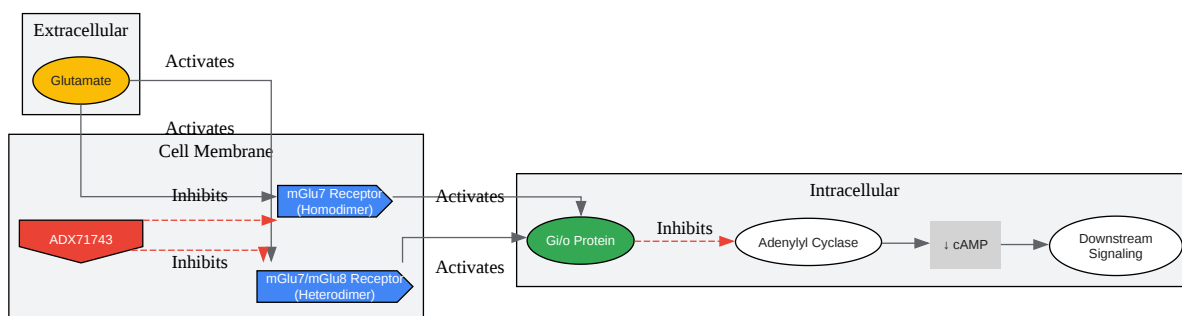 Extracellular
Glutamate
Activates
Activates
Cell Membrane
Inhibits
mGlu7 Receptor
(Homodimer)
ADX71743
Inhibits
mGlu7/mGlu8 Receptor
(Heterodimer)
Activates
Activates
Intracellular
Gi/o Protein
Inhibits
Adenylyl Cyclase
↓ cAMP
Downstream
Signaling